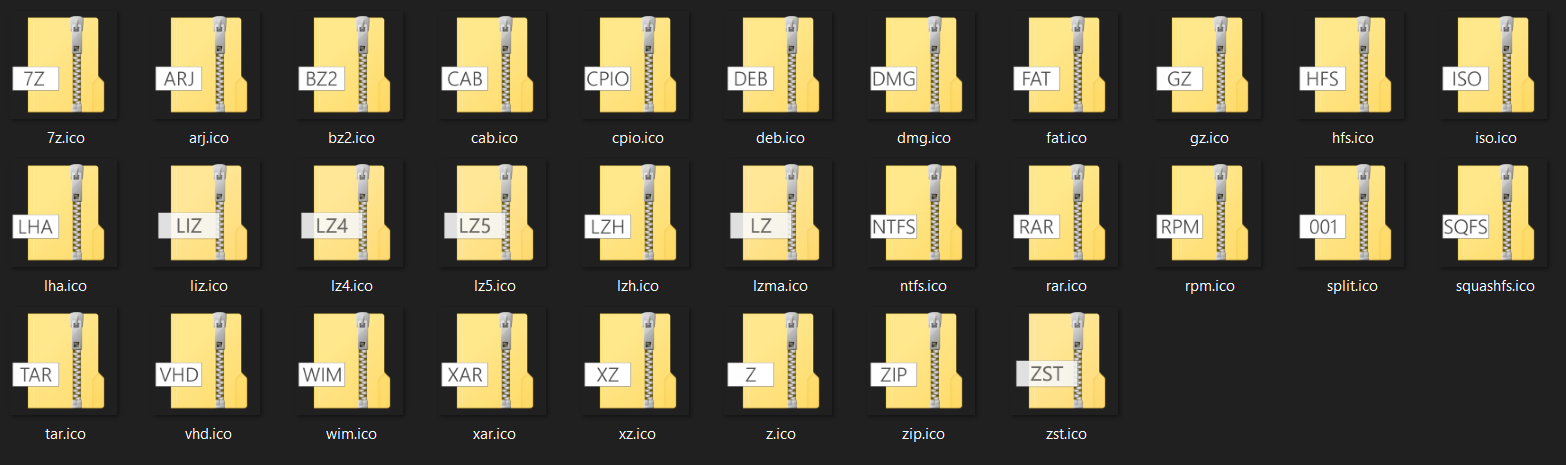 7Z ARJ BZ2 CAB CPIO DEB DMG FAT GZ HFS ISO
7z.ico arj.ico bz2.ico cab.ico cpio.ico deb.ico dmg.ico fat.ico gz.ico hfs.ico iso.ico
LHA LIZ LZ4 LZ5 LZH LZ NTFS RAR RPM 001 SQFS
lha.ico liz.ico lz4.ico lz5.ico lzh.ico lzma.ico ntfs.ico rar.ico rpm.ico split.ico squashfs.ico
TAR VHD WIM XAR XZ Z ZIP ZST
tar.ico vhd.ico wim.ico xar.ico xz.ico z.ico zip.ico zst.ico